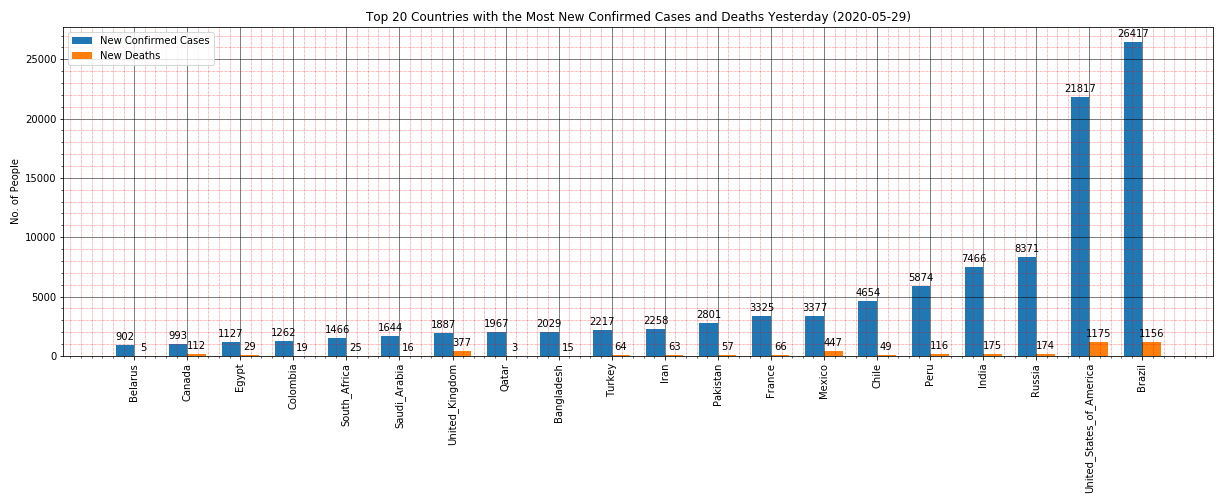 Top 20 Countries with the Most New Confirmed Cases and Deaths Yesterday (2020-05-29)
New Confirmed Cases
New Deaths
No. of People
25000
20000
15000
10000
5000
0
902
5
993
112
1127
29
1262
19
1466
25
1644
16
1887
377
1967
3
2029
15
2217
64
2258
63
2801
57
3325
66
3377
447
4654
49
5874
116
7466
175
8371
174
21817
1175
26417
1156
Belarus
Canada
Egypt
Colombia
South_Africa
Saudi_Arabia
United_Kingdom
Qatar
Bangladesh
Turkey
Iran
Pakistan
France
Mexico
Chile
Peru
India
Russia
United_States_of_America
Brazil